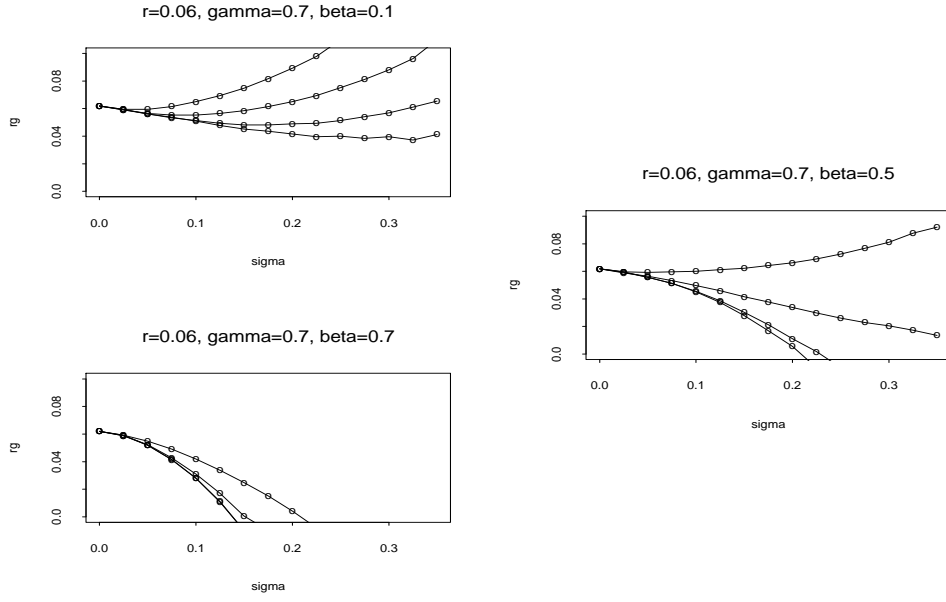 r=0.06, gamma=0.7, beta=0.1
rg
0.0 0.04 0.08
0.0 0.1 0.2 0.3
sigma
r=0.06, gamma=0.7, beta=0.5
rg
0.0 0.04 0.08
0.0 0.1 0.2 0.3
sigma
r=0.06, gamma=0.7, beta=0.7
rg
0.0 0.04 0.08
0.0 0.1 0.2 0.3
sigma